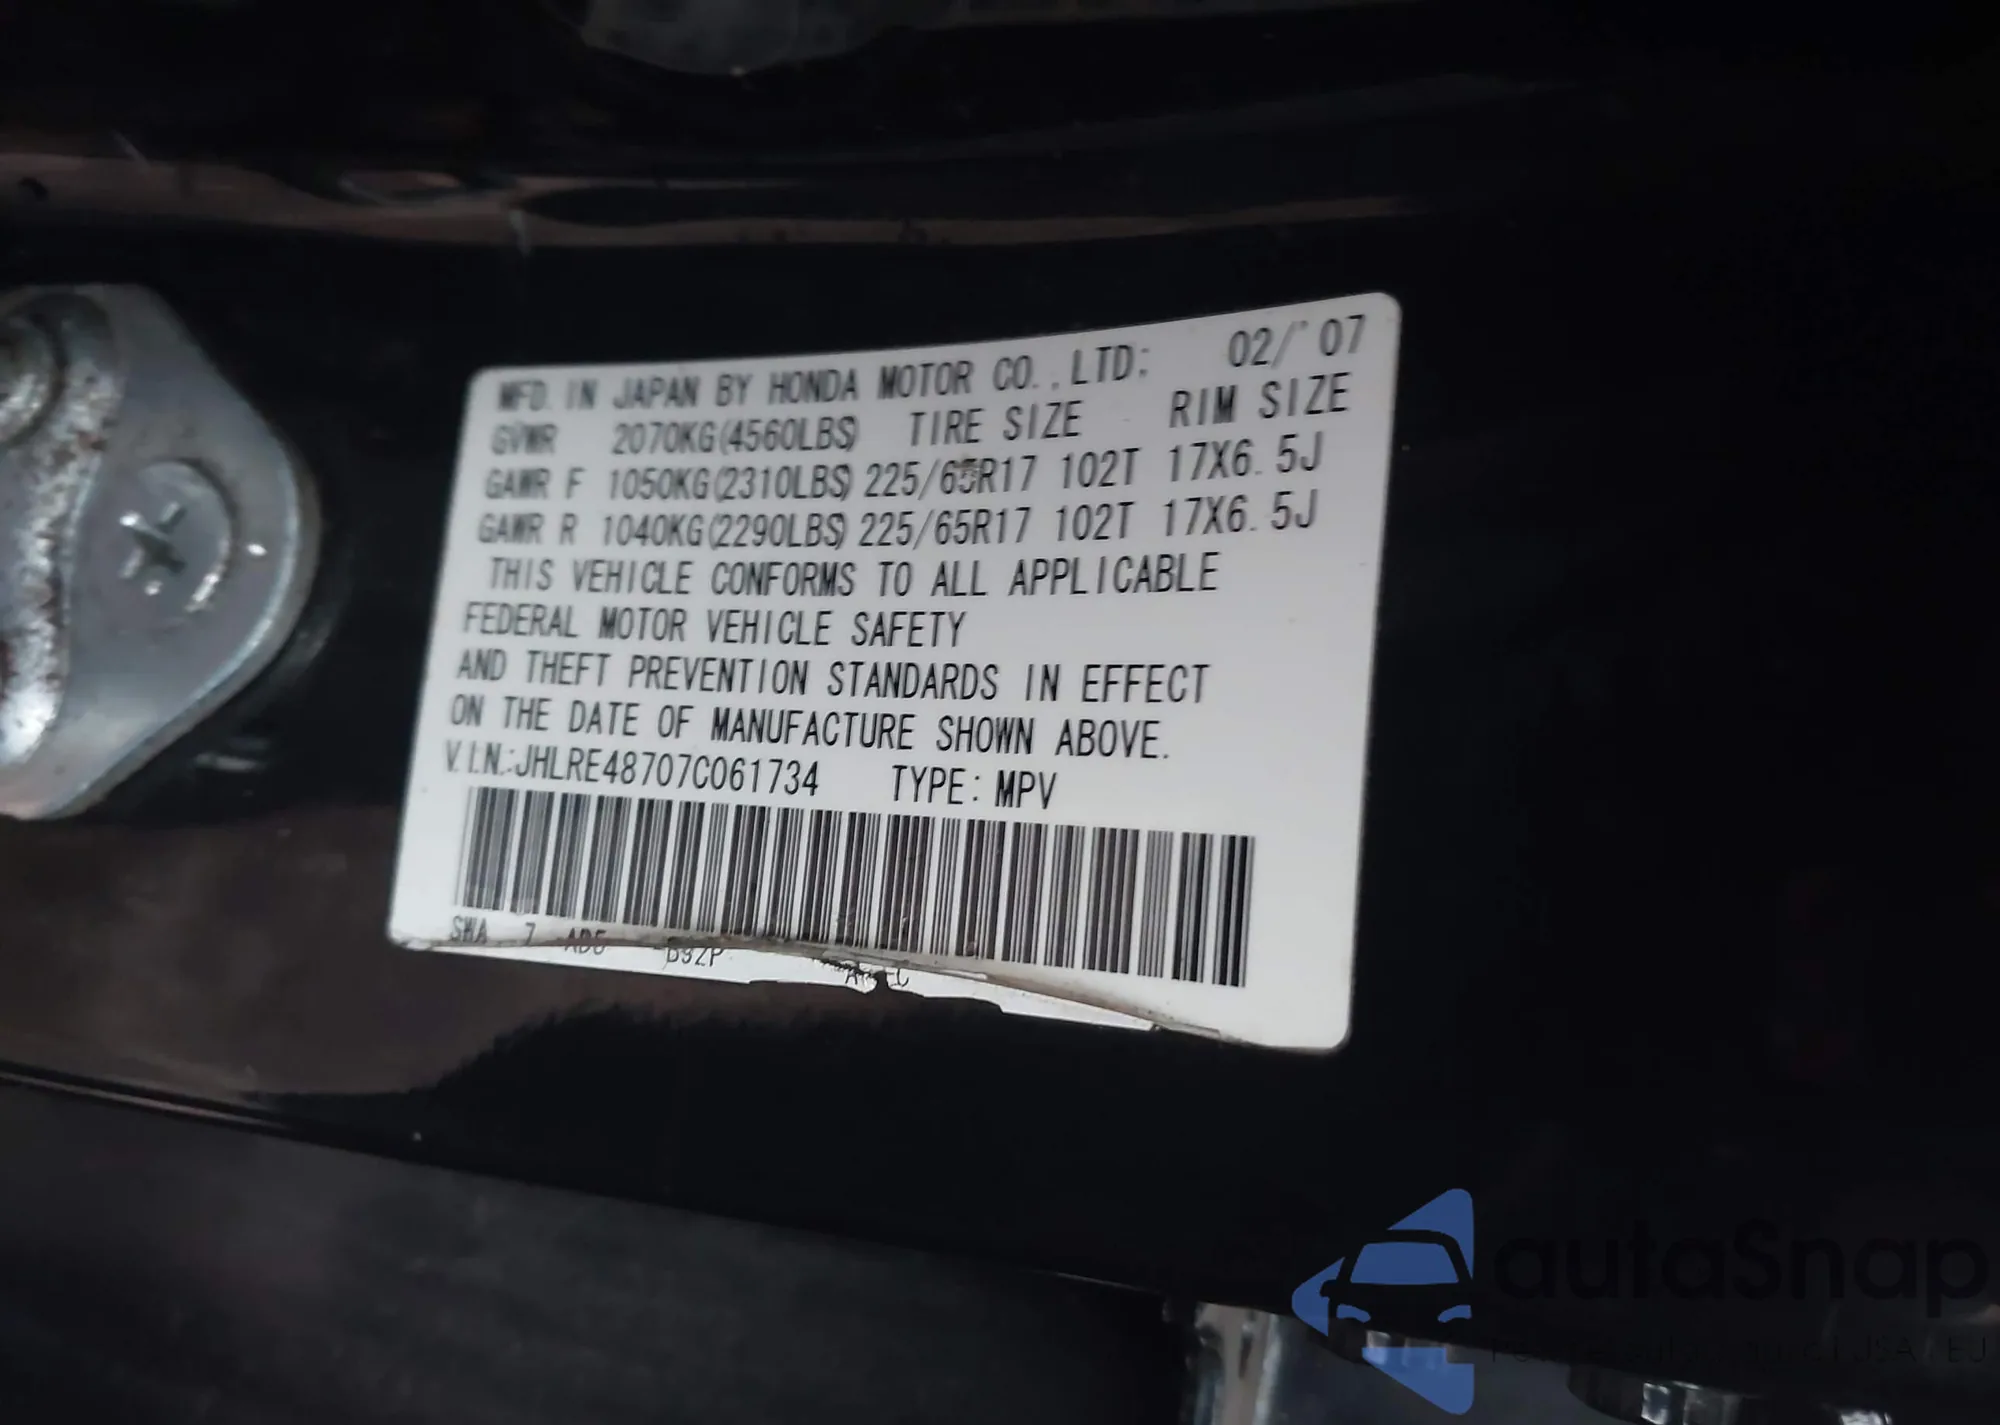 MFD. IN JAPAN BY HONDA MOTOR CO.,LTD: 02/'07
GVWR 2070KG(4560LBS) TIRE SIZE RIM SIZE
GAWR F 1050KG(2310LBS) 225/65R17 102T 17X6.5J
GAWR R 1040KG(2290LBS) 225/65R17 102T 17X6.5J
THIS VEHICLE CONFORMS TO ALL APPLICABLE
FEDERAL MOTOR VEHICLE SAFETY
AND THEFT PREVENTION STANDARDS IN EFFECT
ON THE DATE OF MANUFACTURE SHOWN ABOVE.
V.I.N.:JHLRE48707C061734 TYPE: MPV
SWA 7
autoSnap